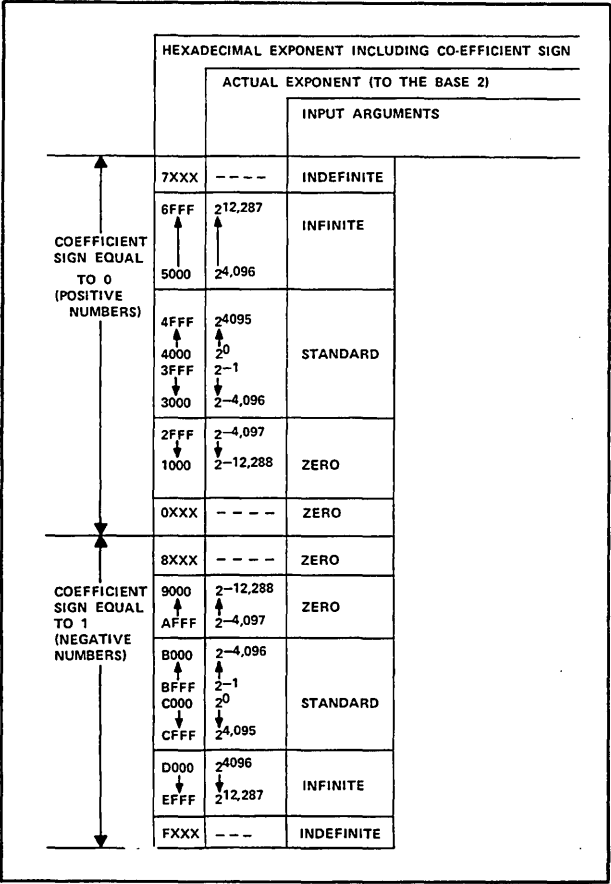 HEXADECIMAL EXPONENT INCLUDING CO-EFFICIENT SIGN
ACTUAL EXPONENT (TO THE BASE 2)
INPUT ARGUMENTS
COEFFICIENT
SIGN EQUAL
TO 0
(POSITIVE
NUMBERS)
7XXX ---- INDEFINITE
6FFF 2^12,287
INFINITE
5000 2^4,096
4FFF 2^4095
4000 2^0 STANDARD
3FFF 2^-1
3000 2^-4,096
2FFF 2^-4,097
1000 2^-12,288 ZERO
0XXX ---- ZERO
COEFFICIENT
SIGN EQUAL
TO 1
(NEGATIVE
NUMBERS)
8XXX ---- ZERO
9000 2^-12,288
ZERO
AFFF 2^-4,097
B000 2^-4,096
BFFF 2^-1
C000 2^0 STANDARD
CFFF 2^4,095
D000 2^4096
INFINITE
EFFF 2^12,287
FXXX --- INDEFINITE